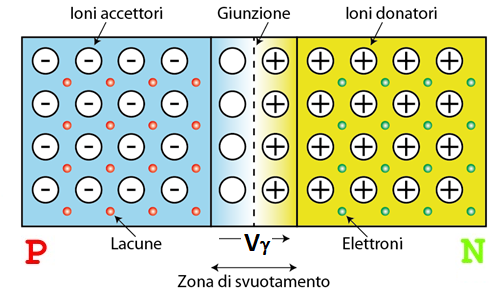 Ioni accettori Giunzione Ioni donatori
P Lacune Vγ Elettroni N
Zona di svuotamento